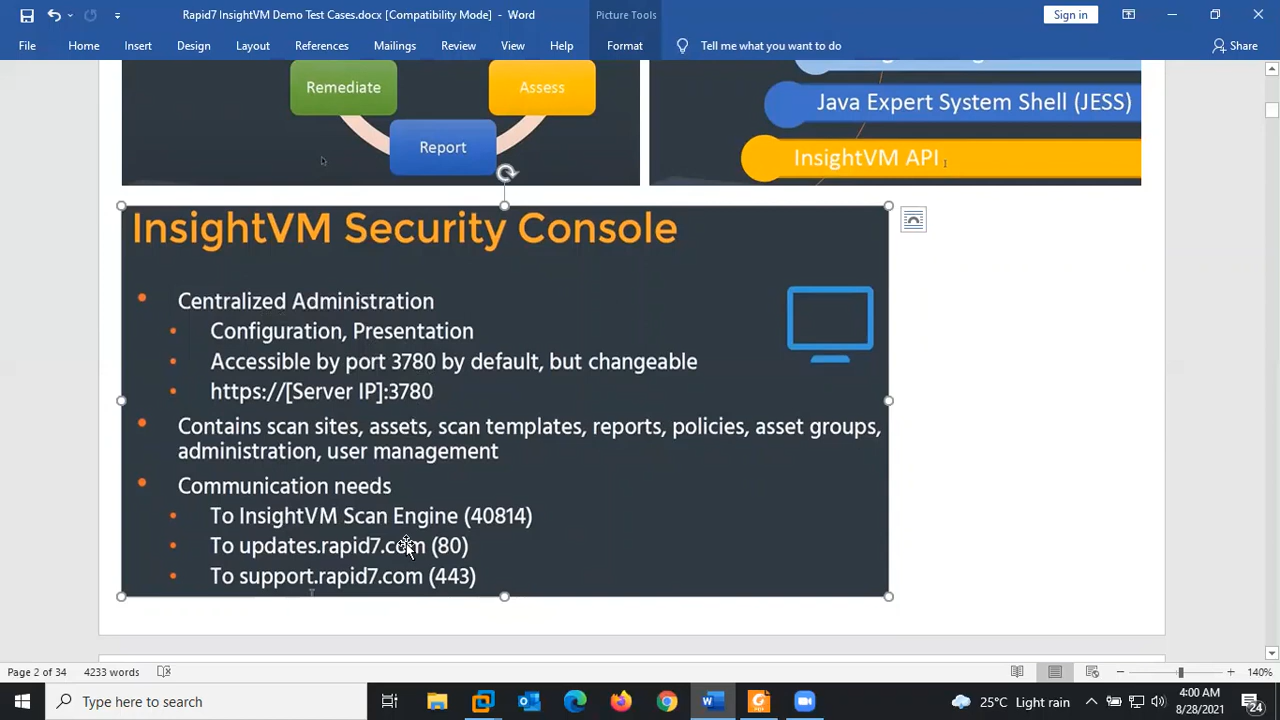 Rapid7 InsightVM Demo Test Cases.docx [Compatibility Mode] - Word
Picture Tools
Sign in
File Home Insert Design Layout References Mailings Review View Help Format Tell me what you want to do Share
Remediate
Assess
Report
Java Expert System Shell (JESS)
InsightVM API
InsightVM Security Console
• Centralized Administration
• Configuration, Presentation
• Accessible by port 3780 by default, but changeable
• https://[Server IP]:3780
• Contains scan sites, assets, scan templates, reports, policies, asset groups,
administration, user management
• Communication needs
• To InsightVM Scan Engine (40814)
• To updates.rapid7.com (80)
• To support.rapid7.com (443)
Page 2 of 34 4233 words
140%
Type here to search
25°C Light rain
4:00 AM
8/28/2021
24